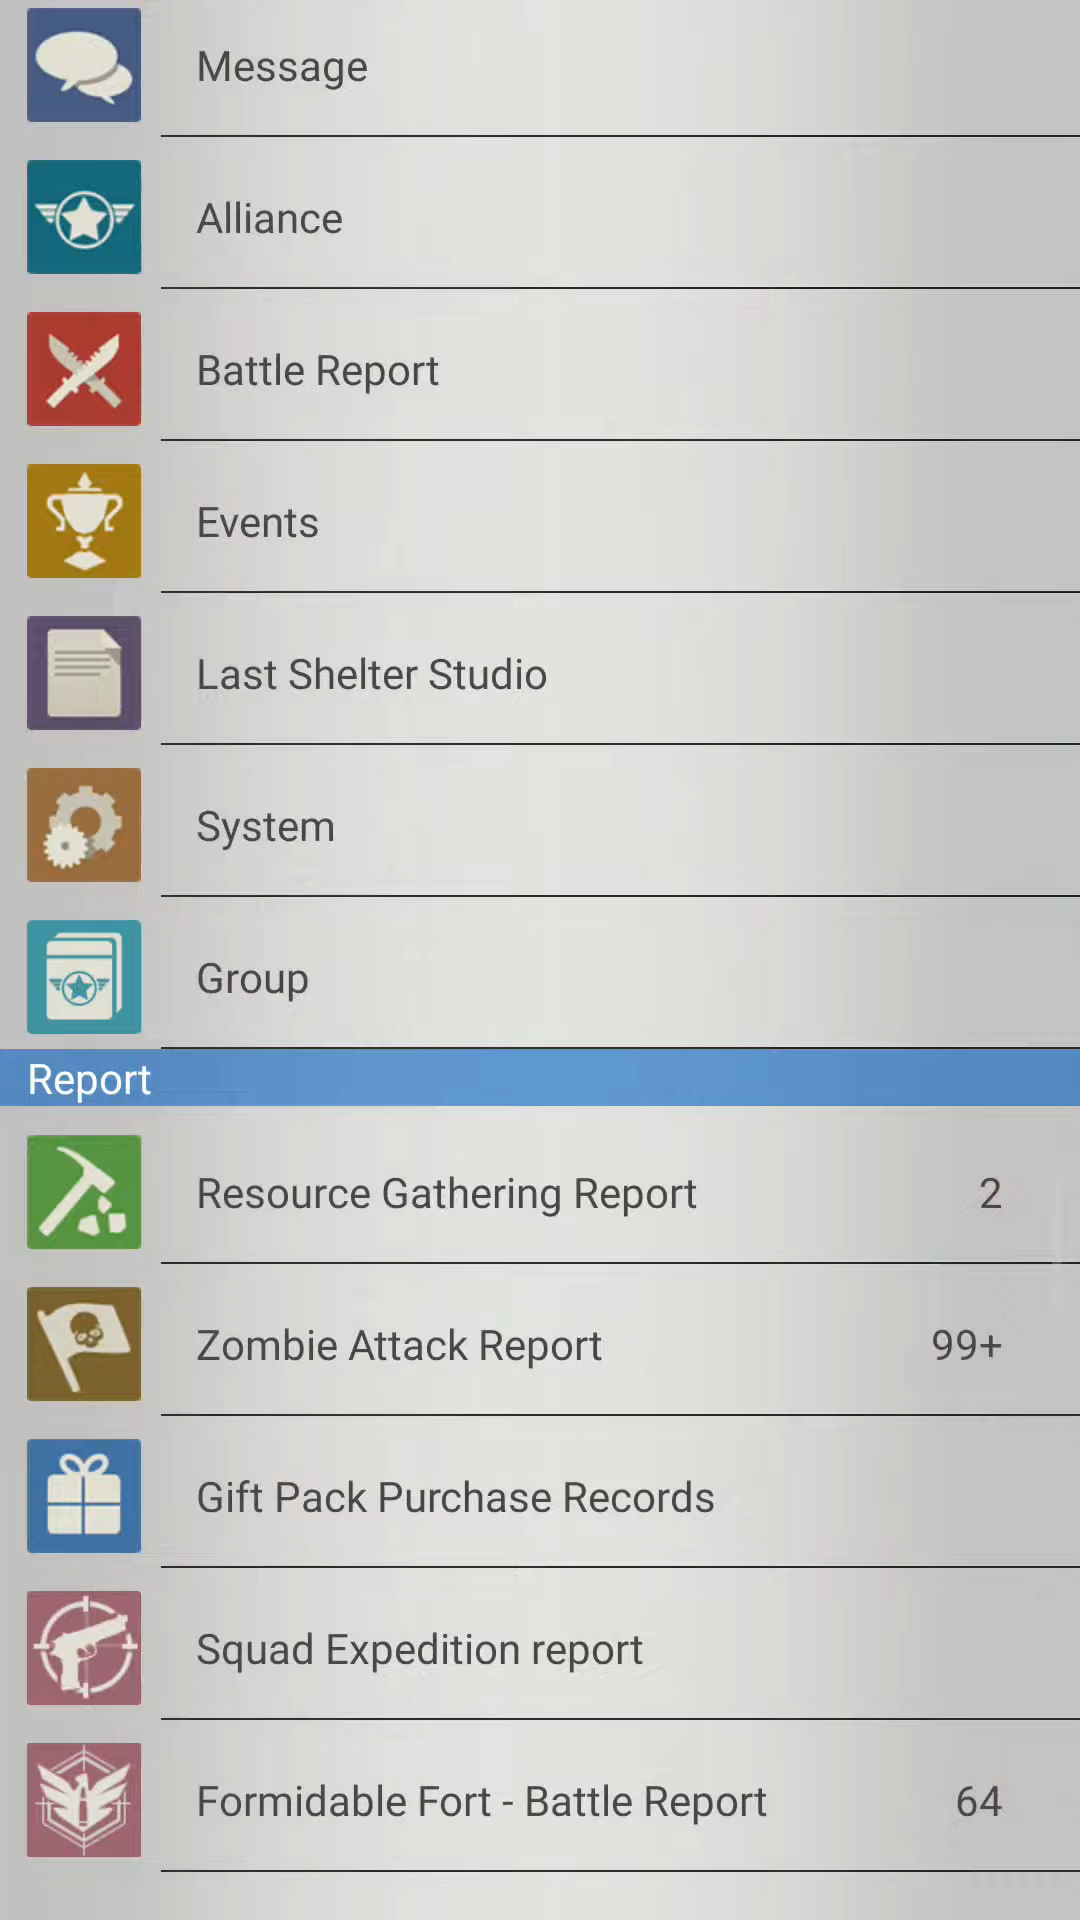 Message
Alliance
Battle Report
Events
Last Shelter Studio
System
Group
Report
Resource Gathering Report 2
Zombie Attack Report 99+
Gift Pack Purchase Records
Squad Expedition report
Formidable Fort - Battle Report 64